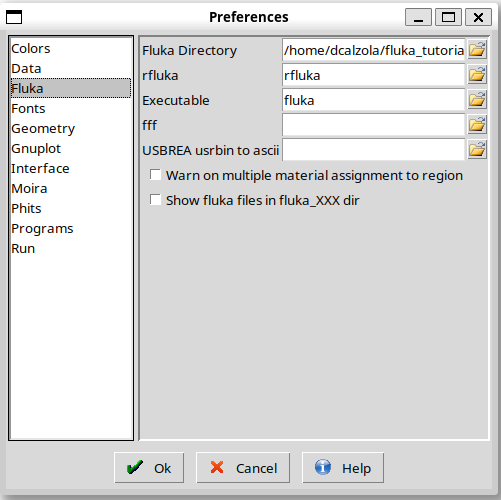 Preferences
Colors
Data
Fluka
Fonts
Geometry
Gnuplot
Interface
Moira
Phits
Programs
Run
Fluka Directory /home/dcalzola/fluka_tutoria
rfluka rfluka
Executable fluka
fff
USBREA usrbin to ascii
Warn on multiple material assignment to region
Show fluka files in fluka_XXX dir
Ok Cancel Help